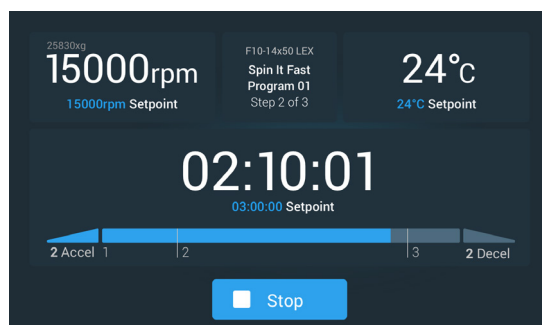 25830xg
15000rpm
15000rpm Setpoint
F10-14x50 LEX
Spin It Fast
Program 01
Step 2 of 3
24°C
24°C Setpoint
02:10:01
03:00:00 Setpoint
2 Accel 1 2 3 2 Decel
Stop